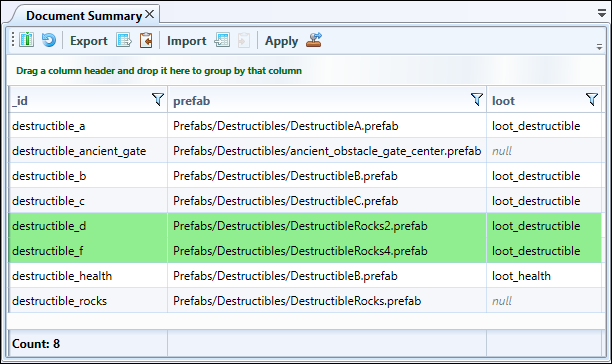 Document Summary
Export Import Apply
Drag a column header and drop it here to group by that column
_id prefab loot
destructible_a Prefabs/Destructibles/DestructibleA.prefab loot_destructible
destructible_ancient_gate Prefabs/Destructibles/ancient_obstacle_gate_center.prefab null
destructible_b Prefabs/Destructibles/DestructibleB.prefab loot_destructible
destructible_c Prefabs/Destructibles/DestructibleC.prefab loot_destructible
destructible_d Prefabs/Destructibles/DestructibleRocks2.prefab loot_destructible
destructible_f Prefabs/Destructibles/DestructibleRocks4.prefab loot_destructible
destructible_health Prefabs/Destructibles/DestructibleB.prefab loot_health
destructible_rocks Prefabs/Destructibles/DestructibleRocks.prefab null
Count: 8